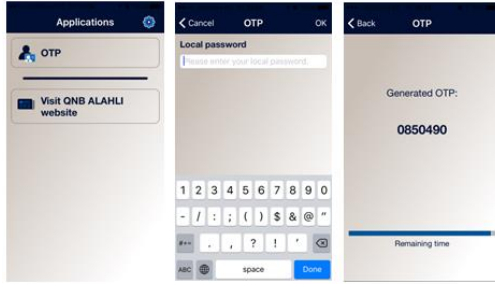 Applications
OTP
Visit QNB ALAHLI
website
Cancel OTP OK
Local password
Please enter your local password.
1 2 3 4 5 6 7 8 9 0
- / : ; ( ) $ & @ "
#+= . , ? ! '
ABC space Done
Back OTP
Generated OTP:
0850490
Remaining time